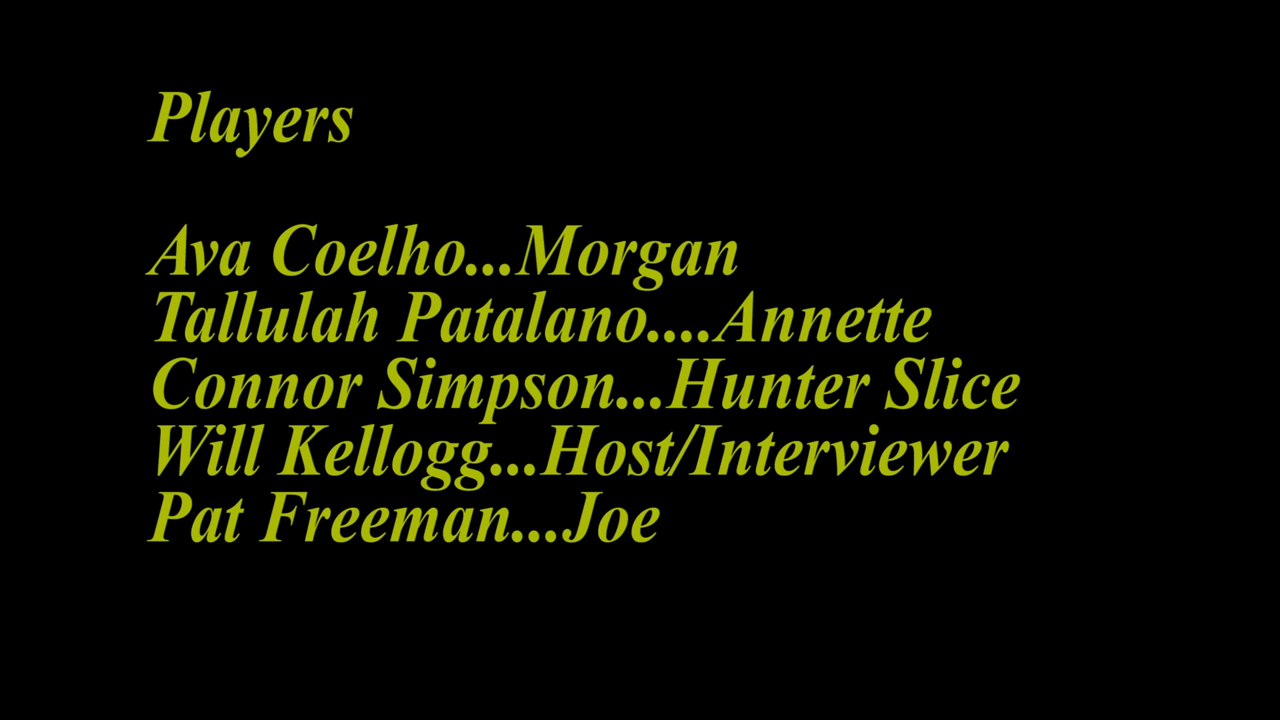 Players
Ava Coelho...Morgan
Tallulah Patalano....Annette
Connor Simpson...Hunter Slice
Will Kellogg...Host/Interviewer
Pat Freeman...Joe